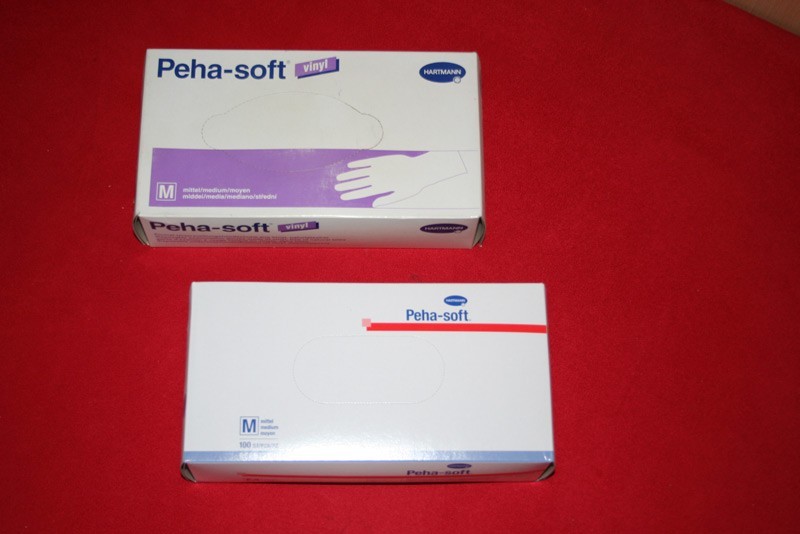 Peha-soft® vinyl
HARTMANN
M
mittel/medium/moyen
middel/media/mediano/střední
Peha-soft® vinyl
HARTMANN
HARTMANN
Peha-soft
M
mittel
medium
moyen
100
Peha-soft